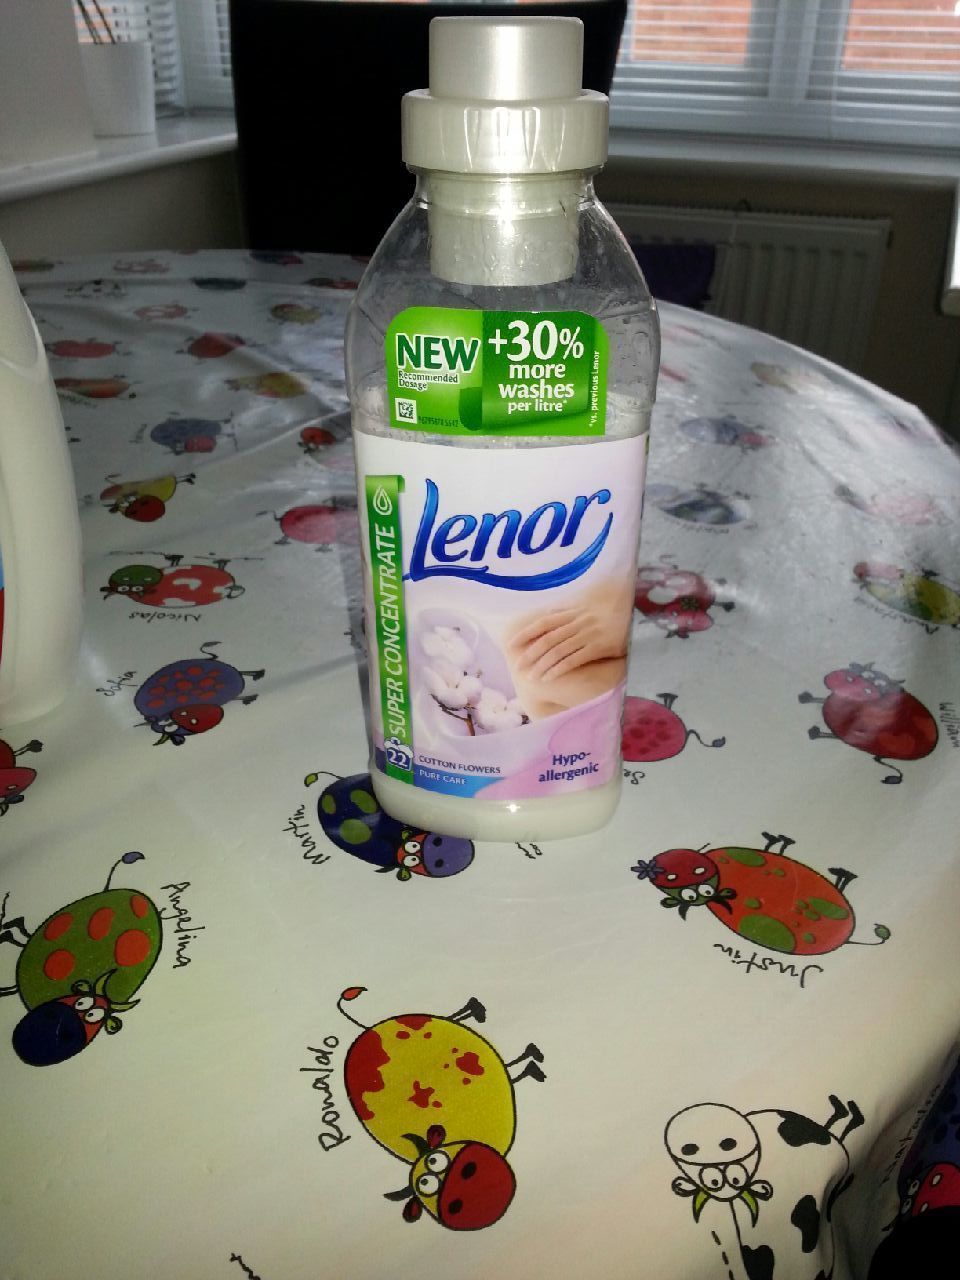 NEW
Recommended
Dosage
+30%
more
washes
per litre*
*vs. previous Lenor
Lenor
SUPER CONCENTRATE
22
COTTON FLOWERS
PURE CARE
Hypo-
allergenic
Nicolas
Sofia
William
Martin
Angelina
Justin
Ronaldo